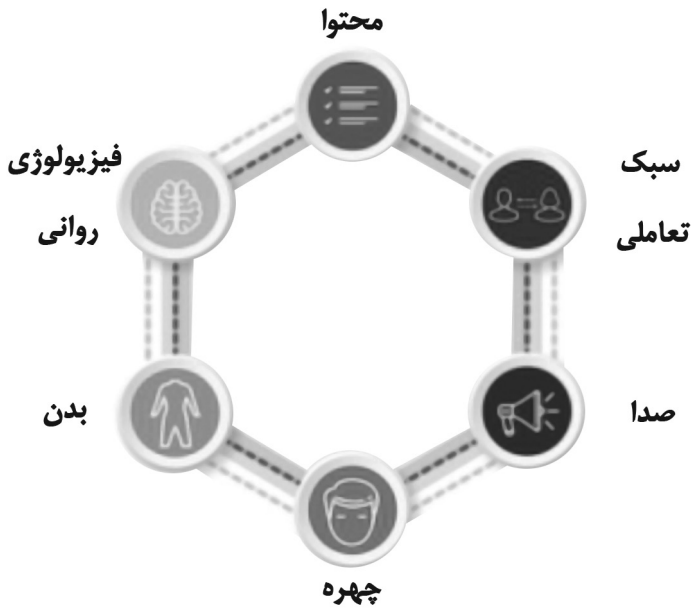 محتوا
سبک
تعاملی
صدا
چهره
بدن
فیزیولوژی
روانی